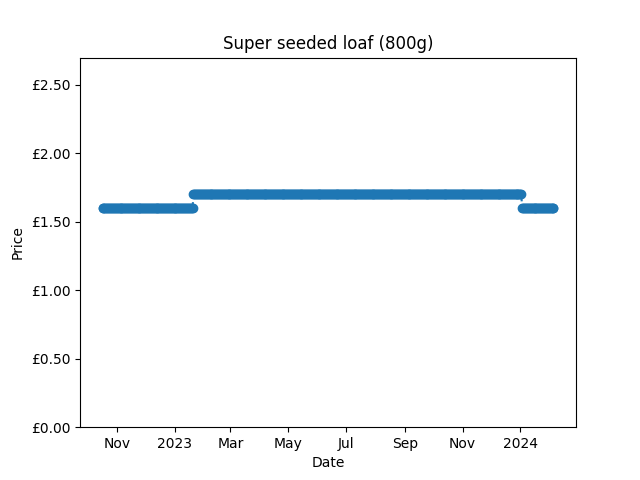 Super seeded loaf (800g)
£2.50
£2.00
£1.50
£1.00
£0.50
£0.00
Price
Nov 2023 Mar May Jul Sep Nov 2024
Date